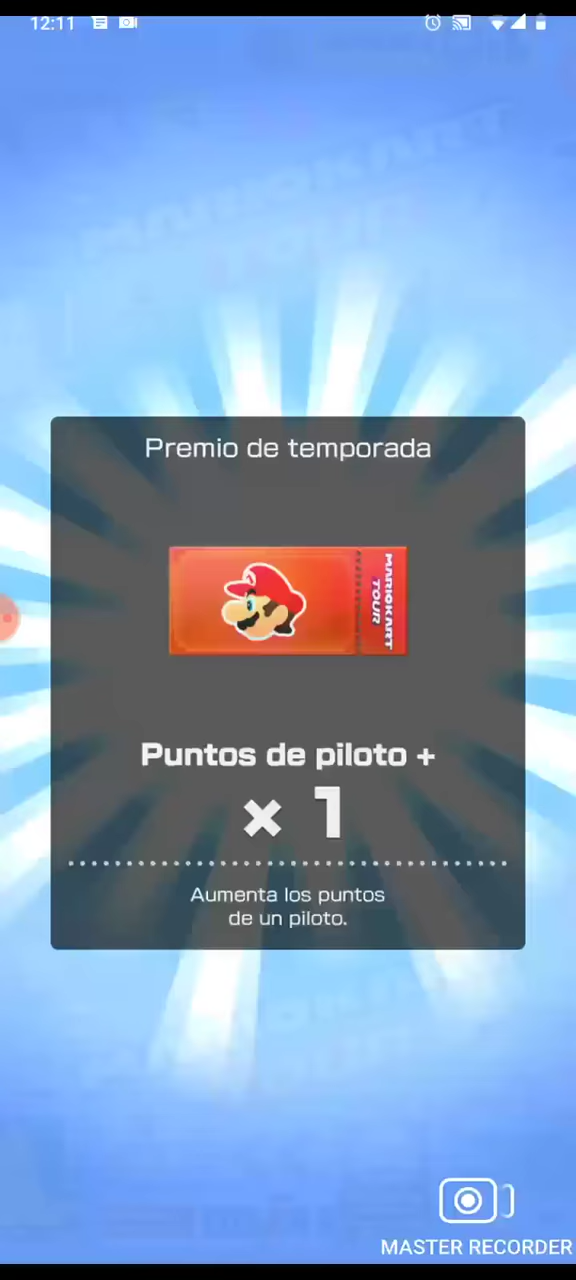 12:11
Premio de temporada
MARIOKART
TOUR
Puntos de piloto +
× 1
Aumenta los puntos
de un piloto.
MASTER RECORDER